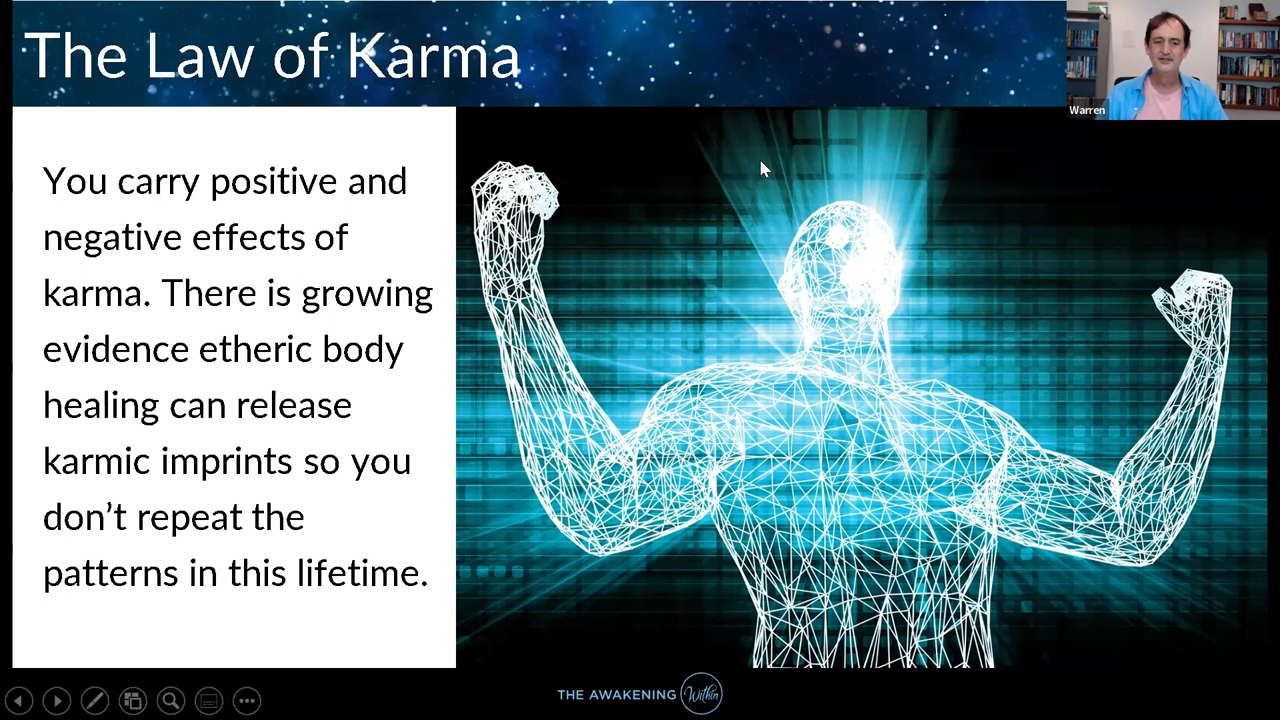 The Law of Karma
Warren
You carry positive and
negative effects of
karma. There is growing
evidence etheric body
healing can release
karmic imprints so you
don’t repeat the
patterns in this lifetime.
THE AWAKENING Within